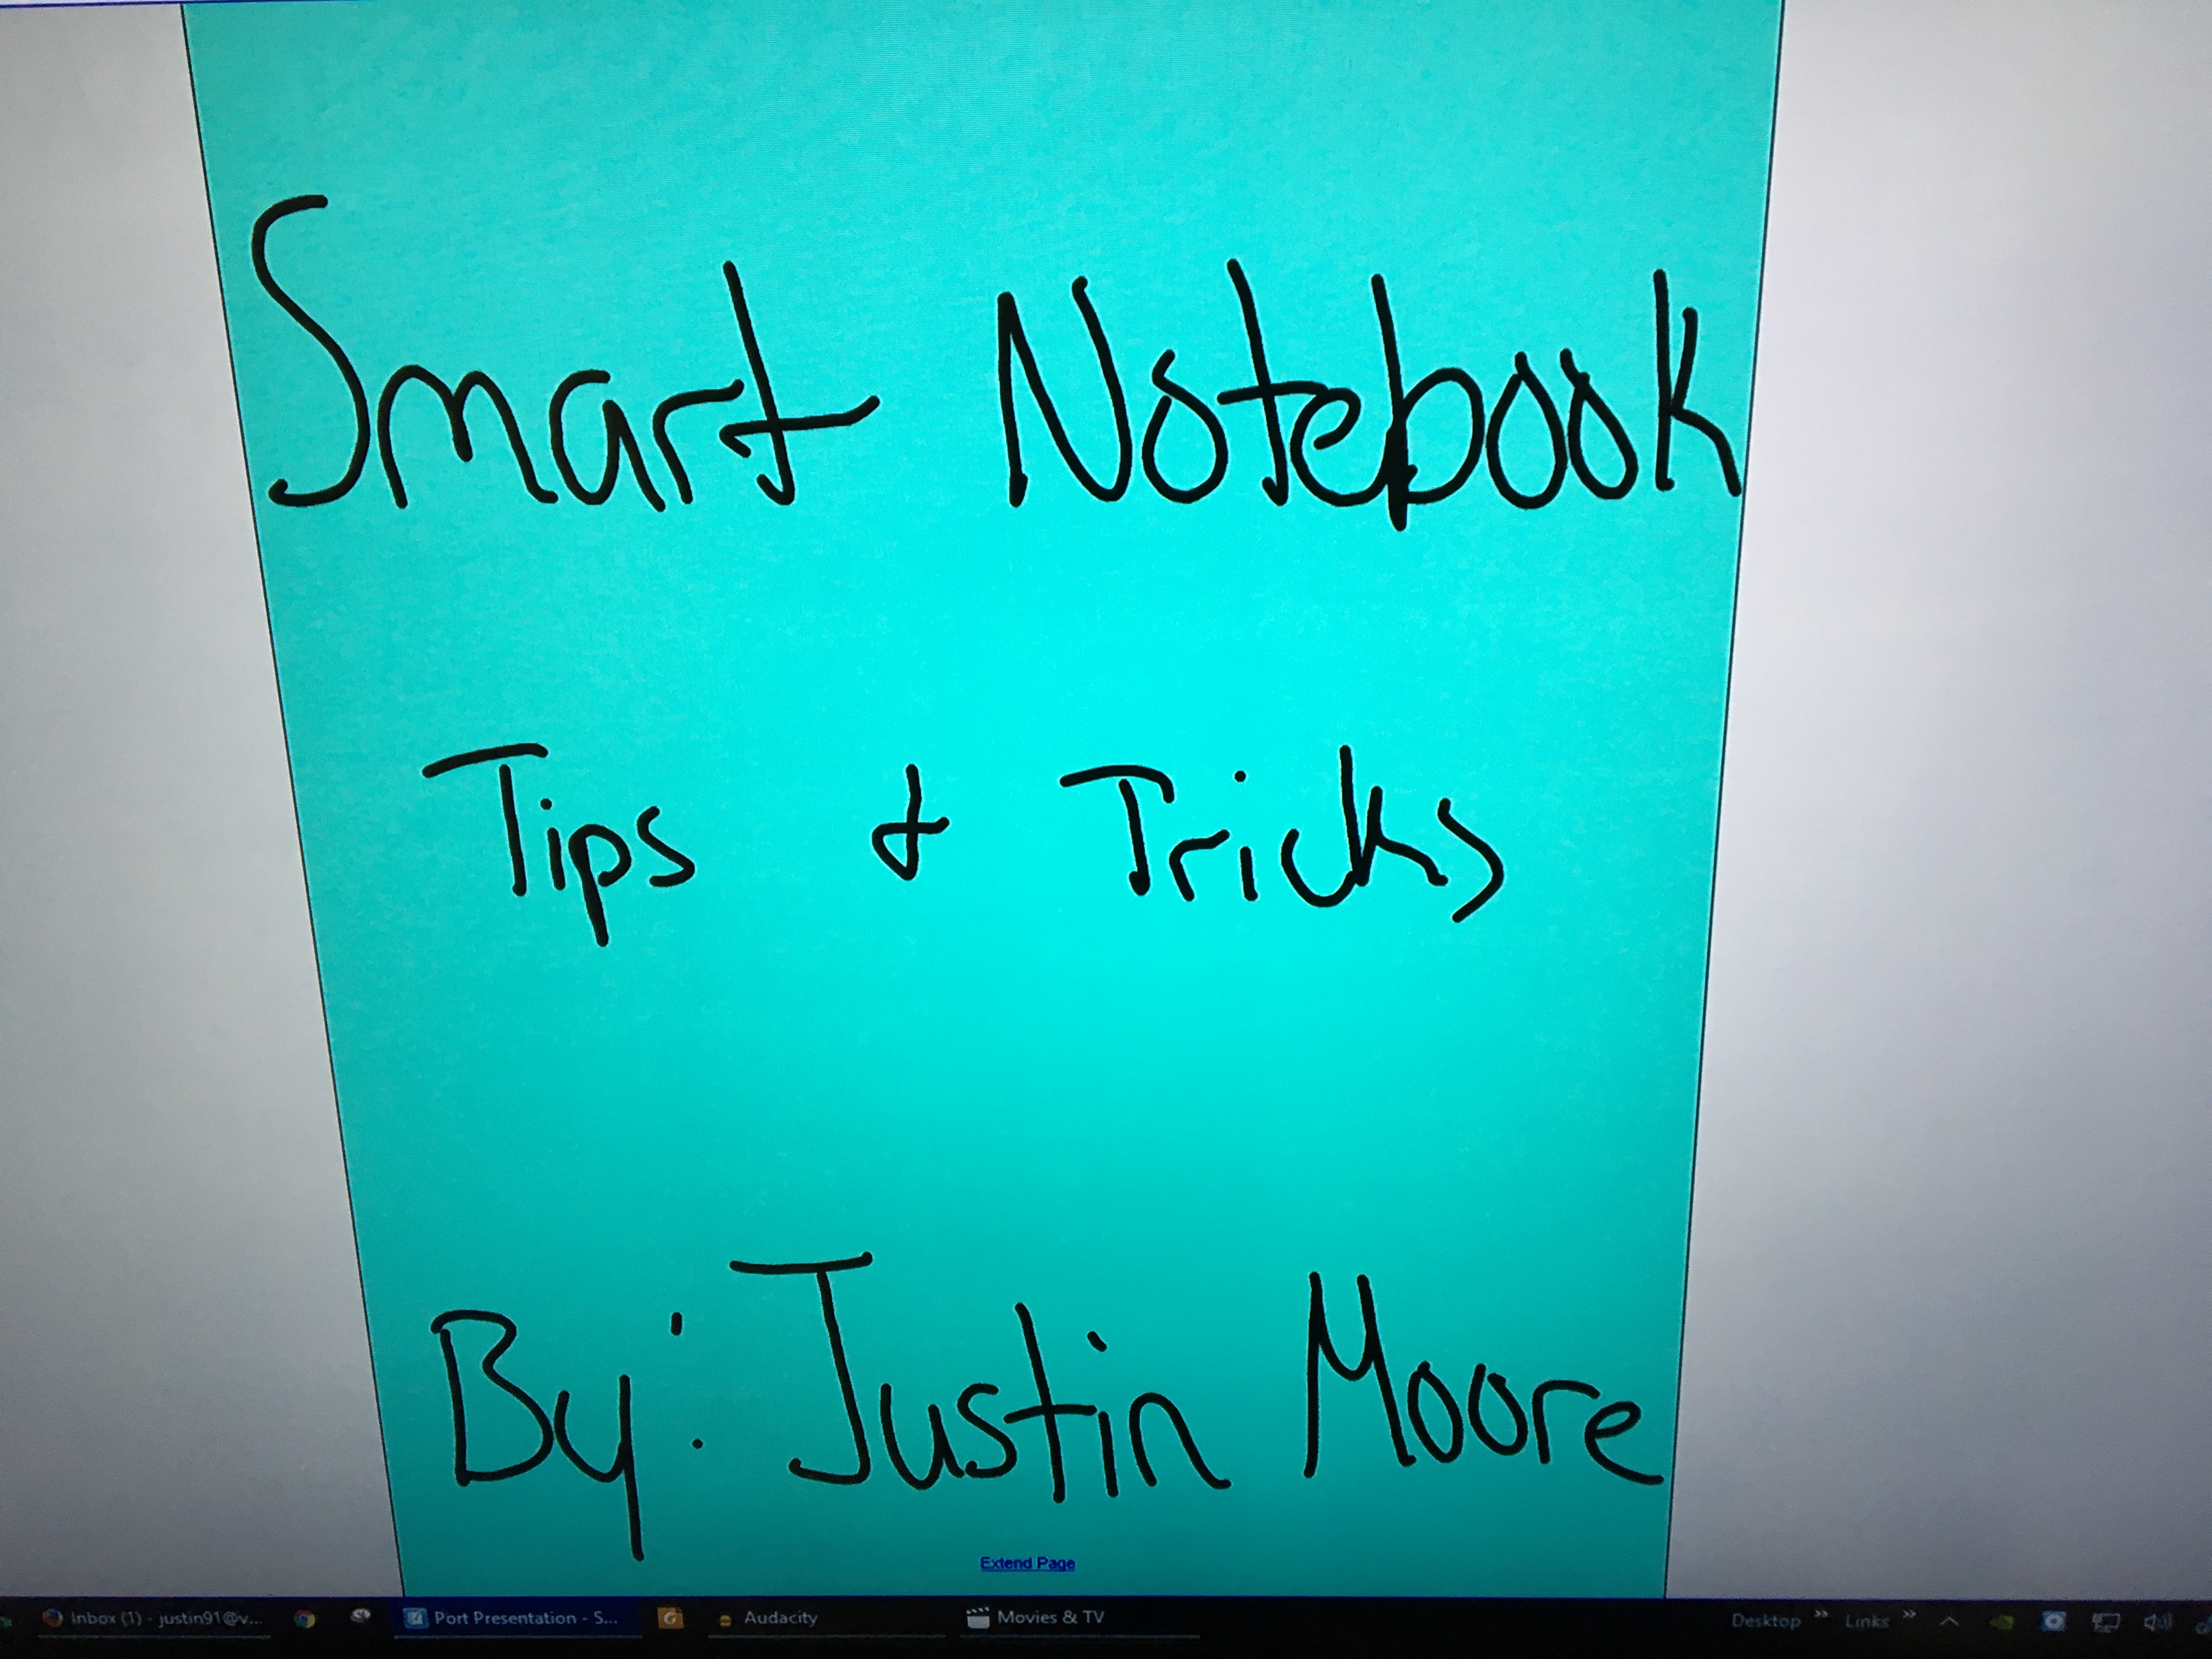 Smart Notebook
Tips & Tricks
By: Justin Moore
Extend Page
Inbox (1) - justin91@v... Port Presentation - S... Audacity Movies & TV Desktop » Links »